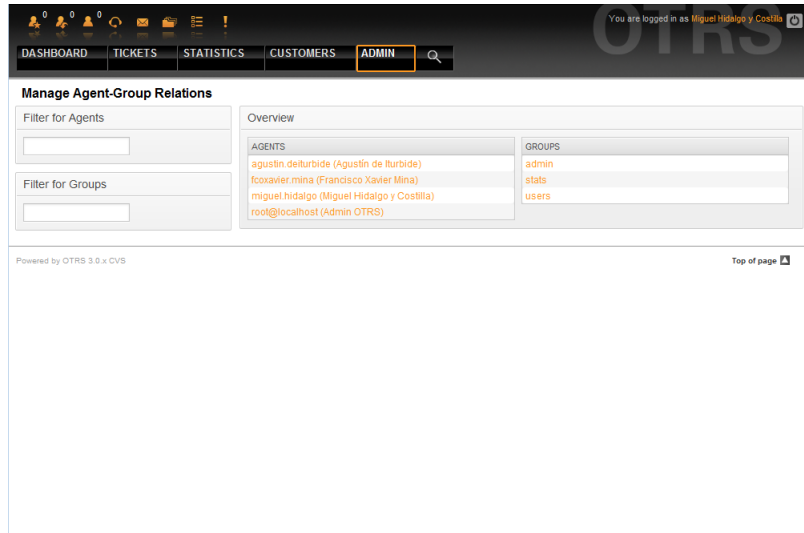 0 0 0
You are logged in as Miguel Hidalgo y Costilla
OTRS
DASHBOARD TICKETS STATISTICS CUSTOMERS ADMIN
Manage Agent-Group Relations
Filter for Agents
Filter for Groups
Overview
AGENTS
agustin.deiturbide (Agustín de Iturbide)
fcoxavier.mina (Francisco Xavier Mina)
miguel.hidalgo (Miguel Hidalgo y Costilla)
root@localhost (Admin OTRS)
GROUPS
admin
stats
users
Powered by OTRS 3.0.x CVS
Top of page